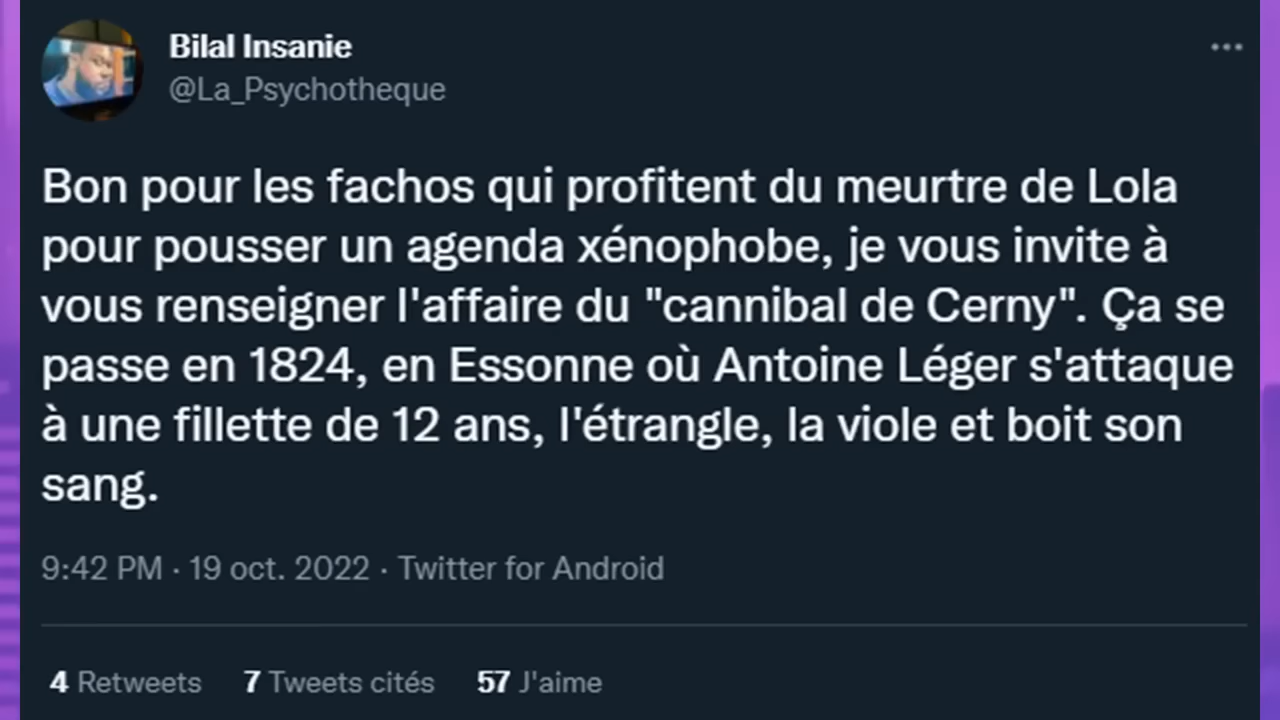 Bilal Insanie
@La_Psychotheque
Bon pour les fachos qui profitent du meurtre de Lola
pour pousser un agenda xénophobe, je vous invite à
vous renseigner l'affaire du "cannibal de Cerny". Ça se
passe en 1824, en Essonne où Antoine Léger s'attaque
à une fillette de 12 ans, l'étrangle, la viole et boit son
sang.
9:42 PM · 19 oct. 2022 · Twitter for Android
4 Retweets 7 Tweets cités 57 J'aime